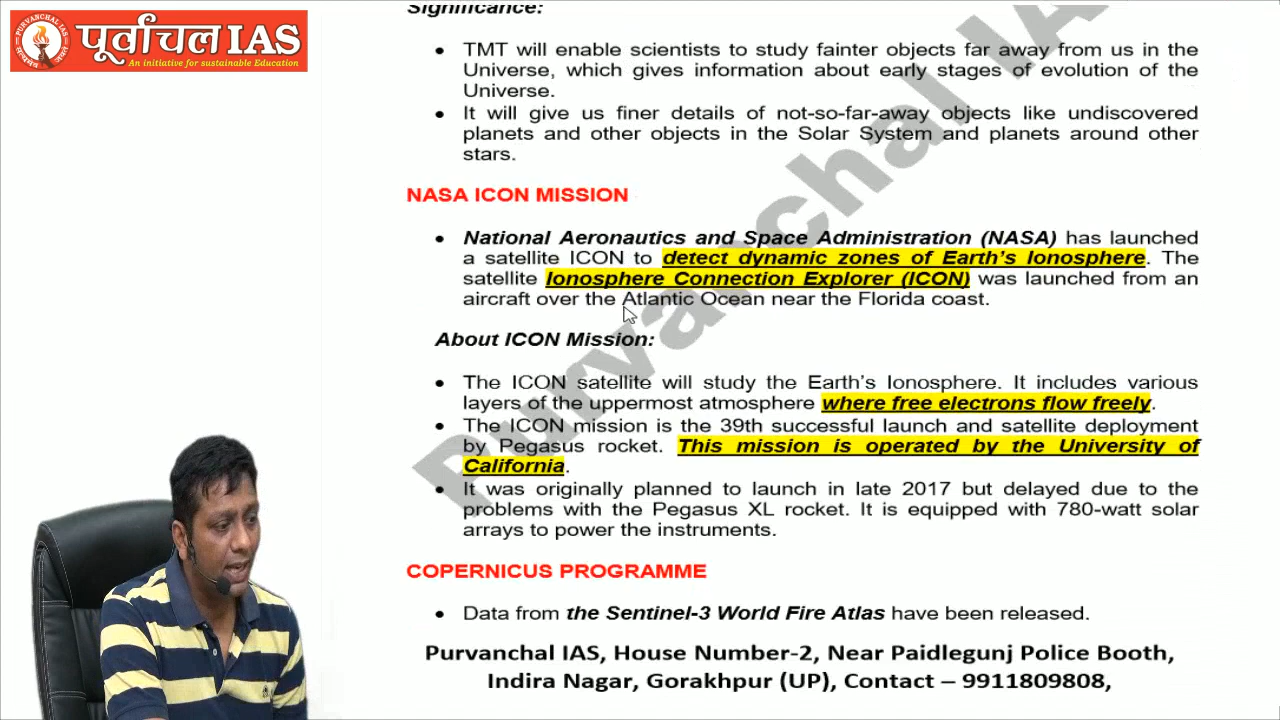 Significance:
पूर्वांचल IAS
An initiative for sustainable Education
PURVANCHAL IAS
• TMT will enable scientists to study fainter objects far away from us in the
Universe, which gives information about early stages of evolution of the
Universe.
• It will give us finer details of not-so-far-away objects like undiscovered
planets and other objects in the Solar System and planets around other
stars.
NASA ICON MISSION
• National Aeronautics and Space Administration (NASA) has launched
a satellite ICON to detect dynamic zones of Earth's Ionosphere. The
satellite Ionosphere Connection Explorer (ICON) was launched from an
aircraft over the Atlantic Ocean near the Florida coast.
About ICON Mission:
• The ICON satellite will study the Earth's Ionosphere. It includes various
layers of the uppermost atmosphere where free electrons flow freely.
• The ICON mission is the 39th successful launch and satellite deployment
by Pegasus rocket. This mission is operated by the University of
California.
• It was originally planned to launch in late 2017 but delayed due to the
problems with the Pegasus XL rocket. It is equipped with 780-watt solar
arrays to power the instruments.
COPERNICUS PROGRAMME
• Data from the Sentinel-3 World Fire Atlas have been released.
Purvanchal IAS, House Number-2, Near Paidlegunj Police Booth,
Indira Nagar, Gorakhpur (UP), Contact – 9911809808,
Purvanchal IA